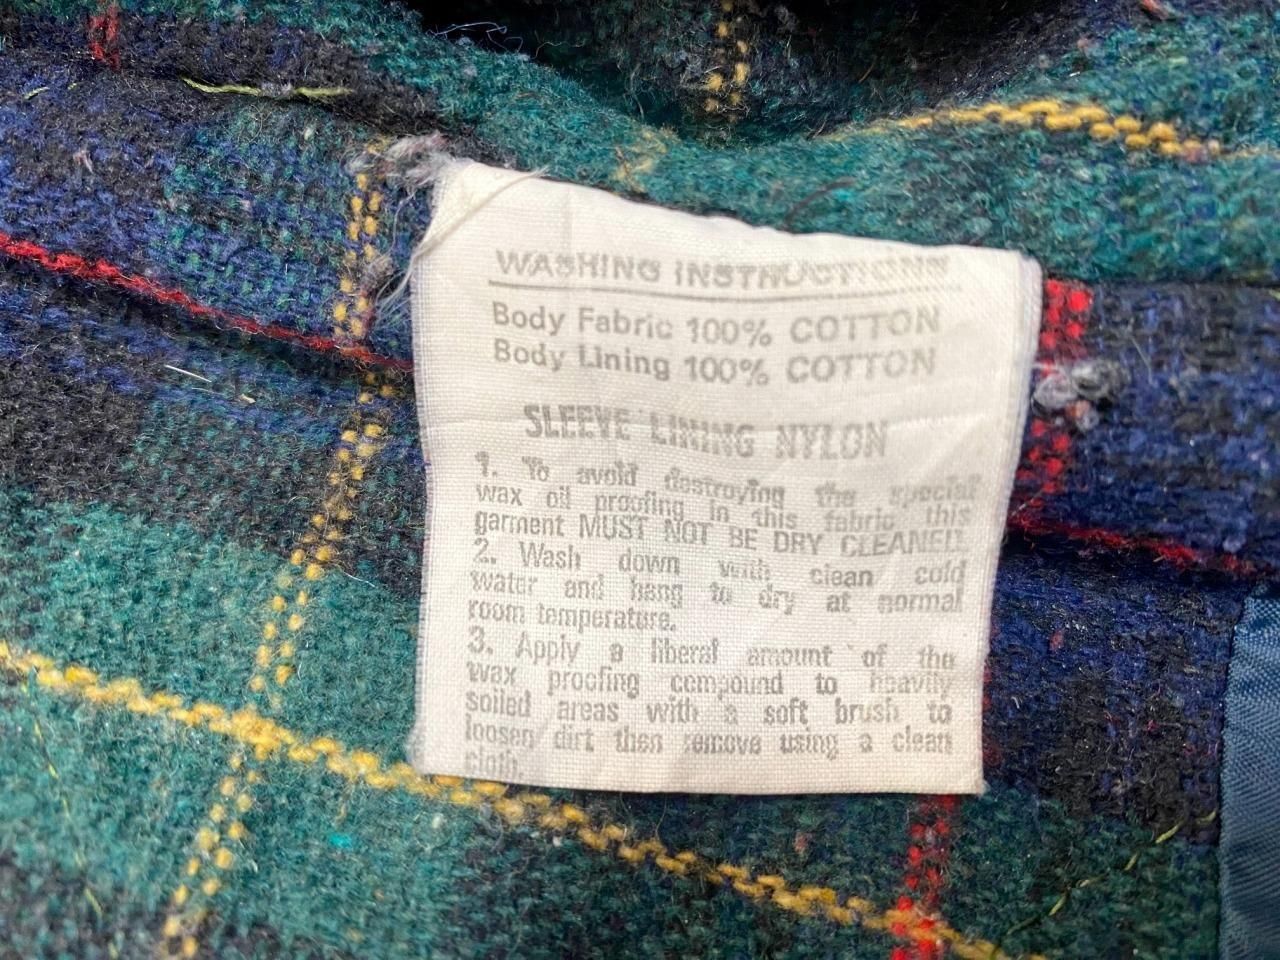 WASHING INSTRUCTIONS
Body Fabric 100% COTTON
Body Lining 100% COTTON
SLEEVE LINING NYLON
1. To avoid destroying the special
wax oil proofing in this fabric this
garment MUST NOT BE DRY CLEANED.
2. Wash down with clean cold
water and hang to dry at normal
room temperature.
3. Apply a liberal amount of the
wax proofing compound to heavily
soiled areas with a soft brush to
loosen dirt then remove using a clean
cloth.